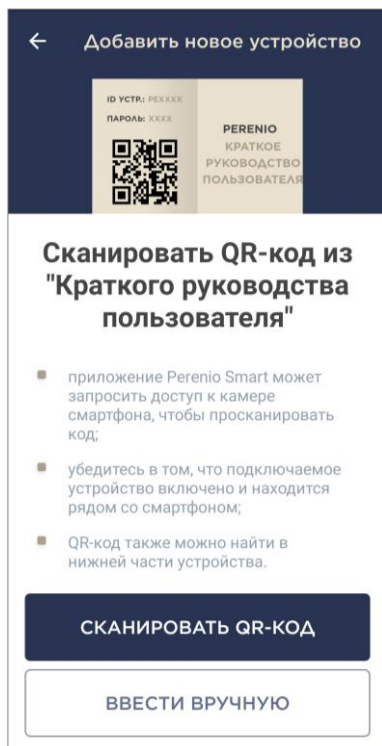 Добавить новое устройство
ID УСТР.: PEXXXX
ПАРОЛЬ: XXXX
PERENIO
КРАТКОЕ
РУКОВОДСТВО
ПОЛЬЗОВАТЕЛЯ
Сканировать QR-код из
"Краткого руководства
пользователя"
приложение Perenio Smart может
запросить доступ к камере
смартфона, чтобы просканировать
код;
убедитесь в том, что подключаемое
устройство включено и находится
рядом со смартфоном;
QR-код также можно найти в
нижней части устройства.
СКАНИРОВАТЬ QR-КОД
ВВЕСТИ ВРУЧНУЮ